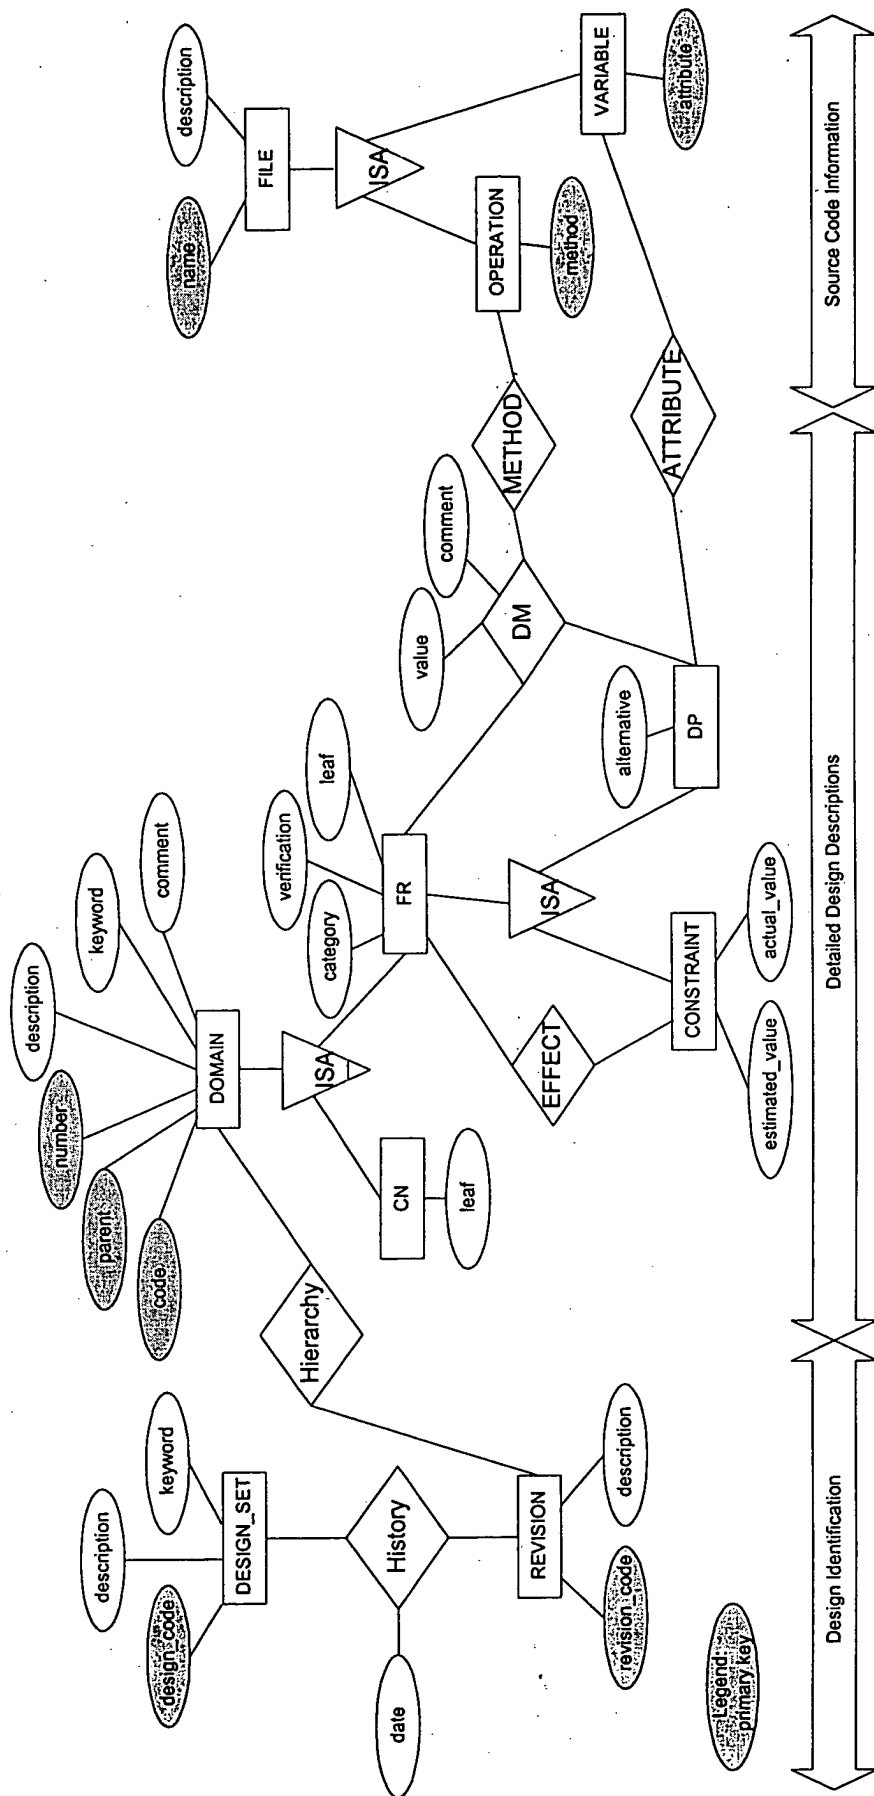 description
keyword
design_code
DESIGN_SET
date
History
REVISION
revision_code
description
Legend:
primary key
Design Identification
description
keyword
comment
number
parent
code
DOMAIN
Hierarchy
ISA
CN
leaf
category
verification
leaf
FR
EFFECT
ISA
CONSTRAINT
estimated_value
actual_value
alternative
DP
value
comment
DM
Detailed Design Descriptions
METHOD
ATTRIBUTE
name
description
FILE
ISA
OPERATION
method
VARIABLE
attribute
Source Code Information